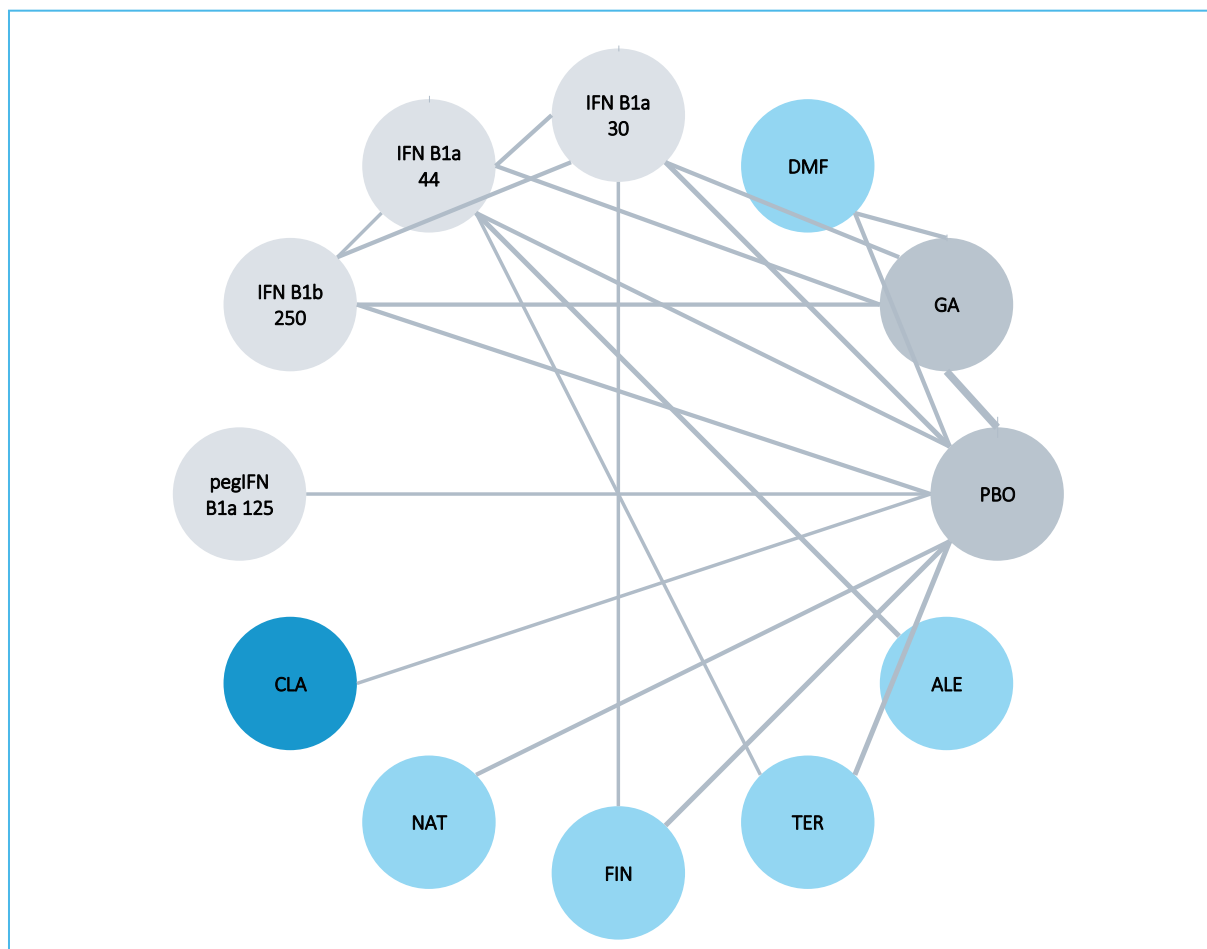 IFN B1a
30
IFN B1a
44
DMF
IFN B1b
250
GA
pegIFN
B1a 125
PBO
CLA
ALE
NAT
TER
FIN